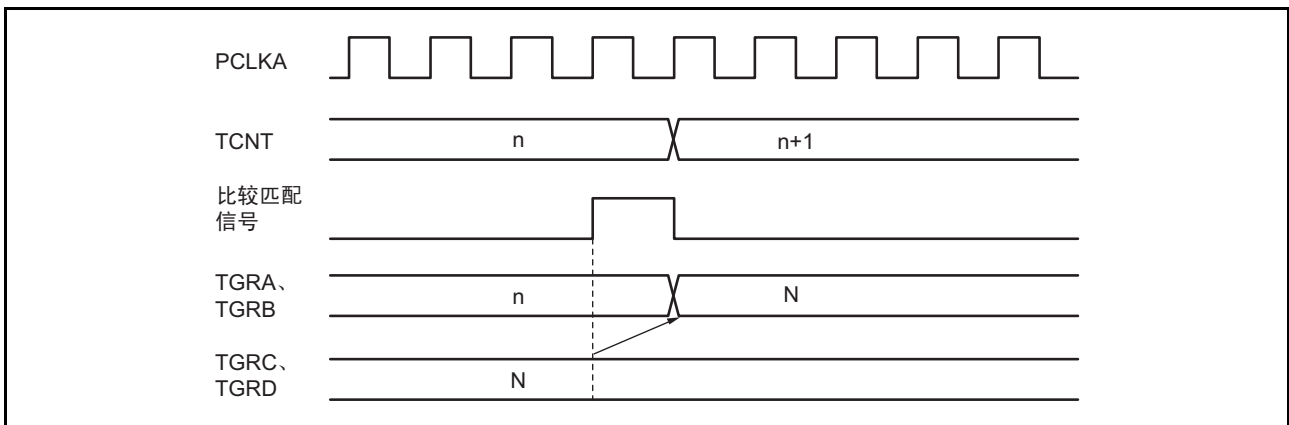 PCLKA
TCNT
n
n+1
比较匹配
信号
TGRA、
TGRB
n
N
TGRC、
TGRD
N